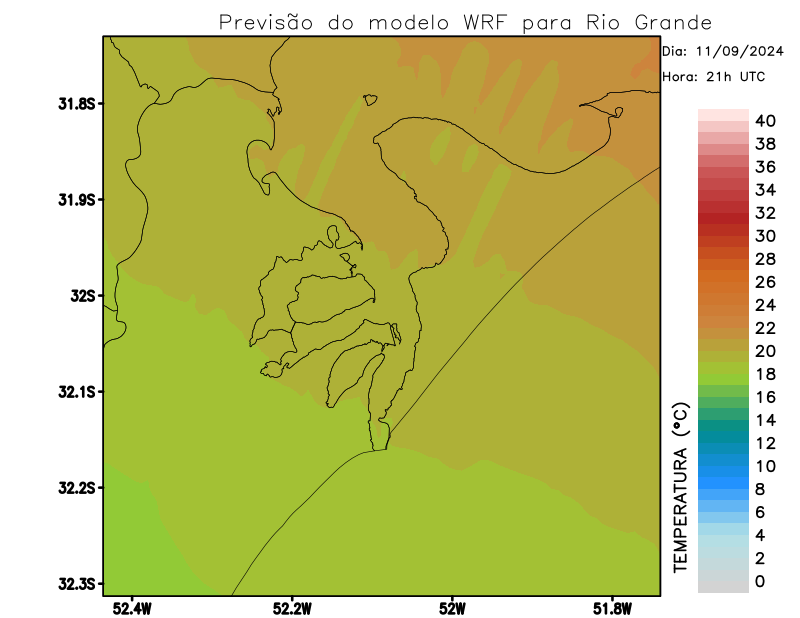 Previsão do modelo WRF para Rio Grande
Dia: 11/09/2024
Hora: 21h UTC
31.8S
31.9S
32S
32.1S
32.2S
32.3S
52.4W
52.2W
52W
51.8W
TEMPERATURA (°C)
40
38
36
34
32
30
28
26
24
22
20
18
16
14
12
10
8
6
4
2
0